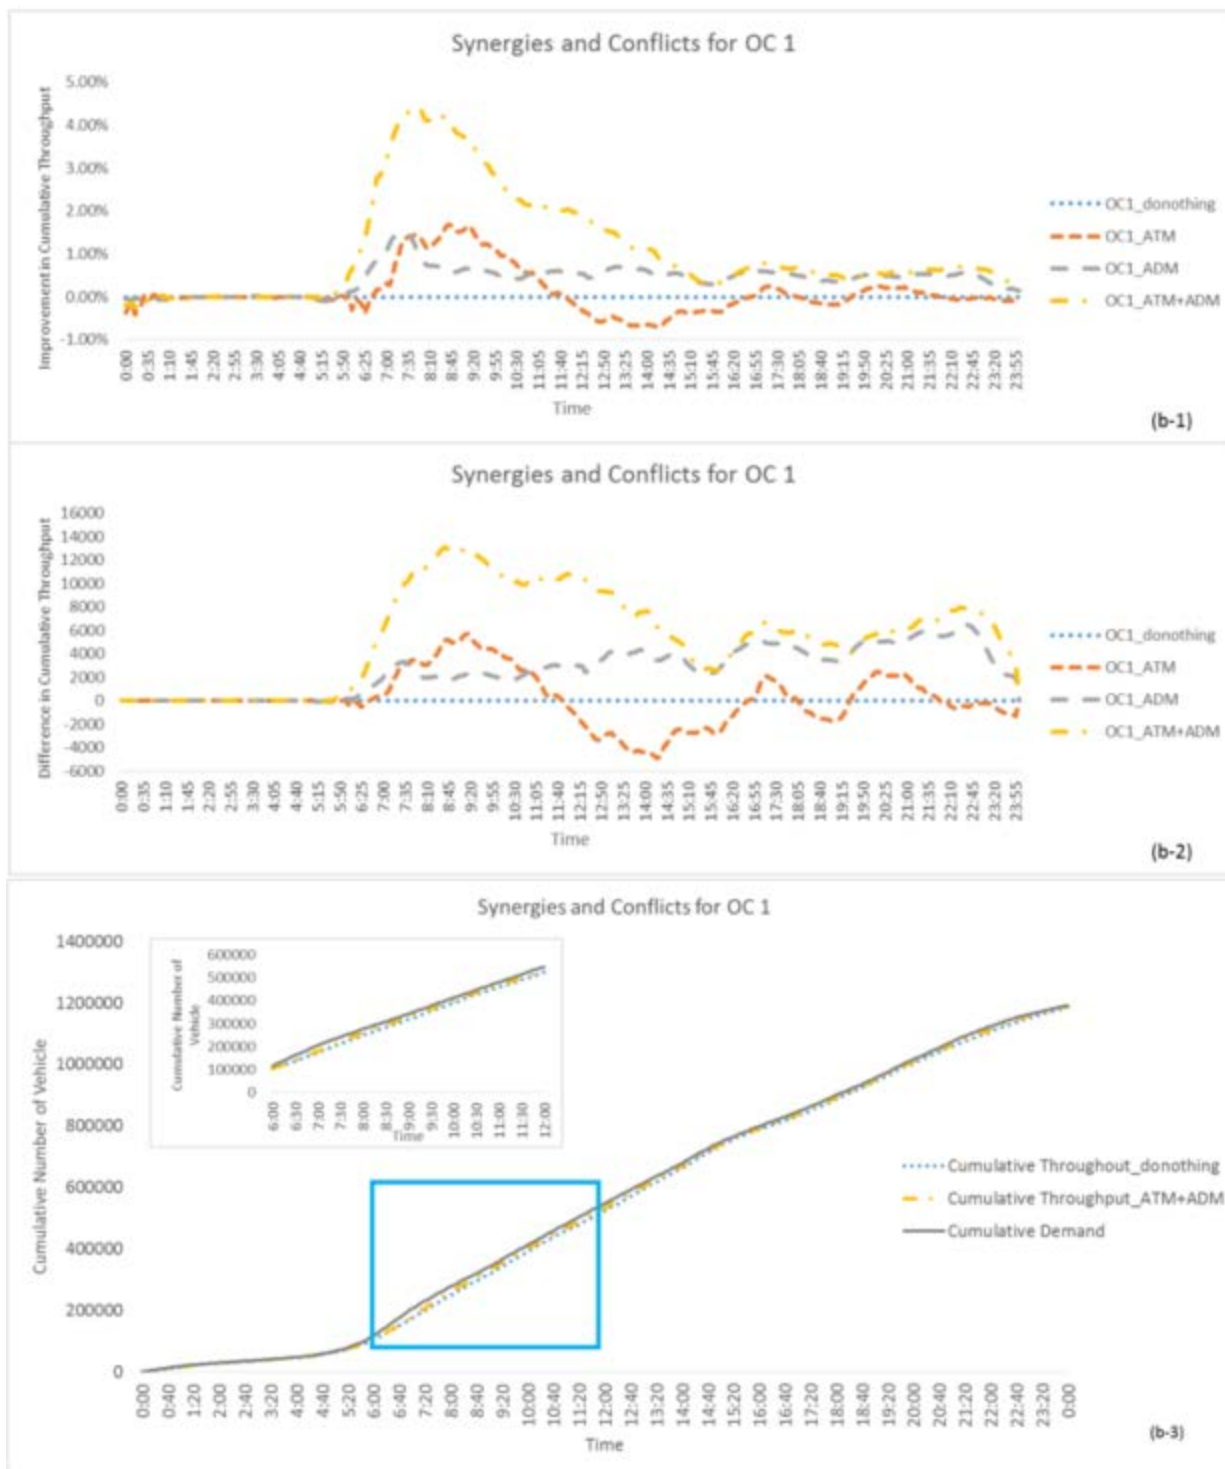 Synergies and Conflicts for OC 1
Improvement in Cumulative Throughput
5.00%
4.00%
3.00%
2.00%
1.00%
0.00%
-1.00%
0:00 0:35 1:10 1:45 2:20 2:55 3:30 4:05 4:40 5:15 5:50 6:25 7:00 7:35 8:10 8:45 9:20 9:55 10:30 11:05 11:40 12:15 12:50 13:25 14:00 14:35 15:10 15:45 16:20 16:55 17:30 18:05 18:40 19:15 19:50 20:25 21:00 21:35 22:10 22:45 23:20 23:55
Time
OC1_donothing
OC1_ATM
OC1_ADM
OC1_ATM+ADM
(b-1)
Synergies and Conflicts for OC 1
Difference in Cumulative Throughput
16000
14000
12000
10000
8000
6000
4000
2000
0
-2000
-4000
-6000
0:00 0:35 1:10 1:45 2:20 2:55 3:30 4:05 4:40 5:15 5:50 6:25 7:00 7:35 8:10 8:45 9:20 9:55 10:30 11:05 11:40 12:15 12:50 13:25 14:00 14:35 15:10 15:45 16:20 16:55 17:30 18:05 18:40 19:15 19:50 20:25 21:00 21:35 22:10 22:45 23:20 23:55
Time
OC1_donothing
OC1_ATM
OC1_ADM
OC1_ATM+ADM
(b-2)
Synergies and Conflicts for OC 1
Cumulative Number of Vehicle
1400000
1200000
1000000
800000
600000
400000
200000
0
Cumulative Number of
Vehicle
600000
500000
400000
300000
200000
100000
0
6:00 6:30 7:00 7:30 8:00 8:30 9:00 9:30 10:00 10:30 11:00 11:30 12:00
Time
Cumulative Throughout_donothing
Cumulative Throughput_ATM+ADM
Cumulative Demand
0:00 0:40 1:20 2:00 2:40 3:20 4:00 4:40 5:20 6:00 6:40 7:20 8:00 8:40 9:20 10:00 10:40 11:20 12:00 12:40 13:20 14:00 14:40 15:20 16:00 16:40 17:20 18:00 18:40 19:20 20:00 20:40 21:20 22:00 22:40 23:20 0:00
Time
(b-3)